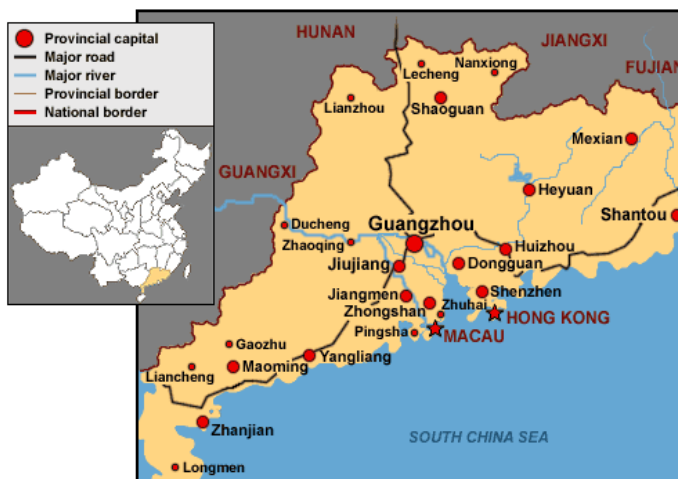 Provincial capital
Major road
Major river
Provincial border
National border
HUNAN
JIANGXI
FUJIAN
GUANGXI
Nanxiong
Lecheng
Shaoguan
Lianzhou
Mexian
Heyuan
Shantou
Ducheng
Guangzhou
Zhaoqing
Huizhou
Jiujiang
Dongguan
Jiangmen
Shenzhen
Zhongshan
Zhuhai
HONG KONG
Pingsha
MACAU
Gaozhu
Yangliang
Liancheng
Maoming
Zhanjian
SOUTH CHINA SEA
Longmen